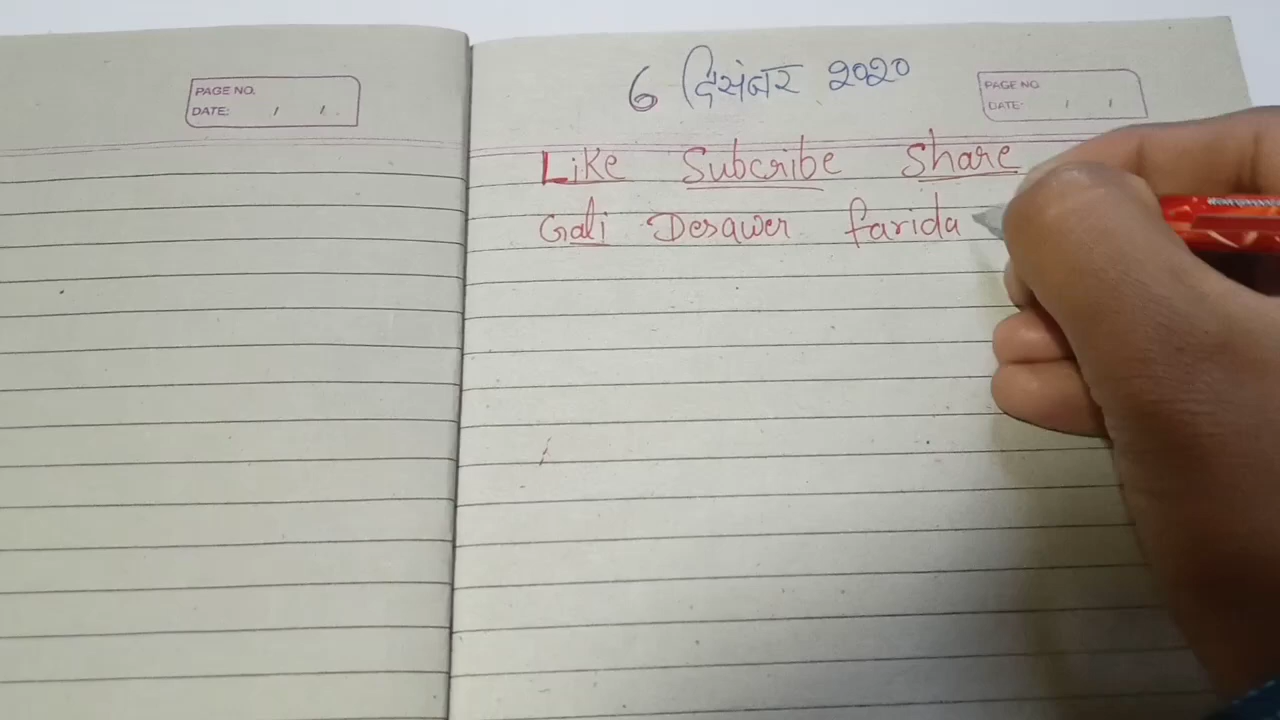 PAGE NO.
DATE: / /
6 दिसंबर 2020
PAGE NO
DATE: / /
Like Subcribe Share
Gali Desawer farida